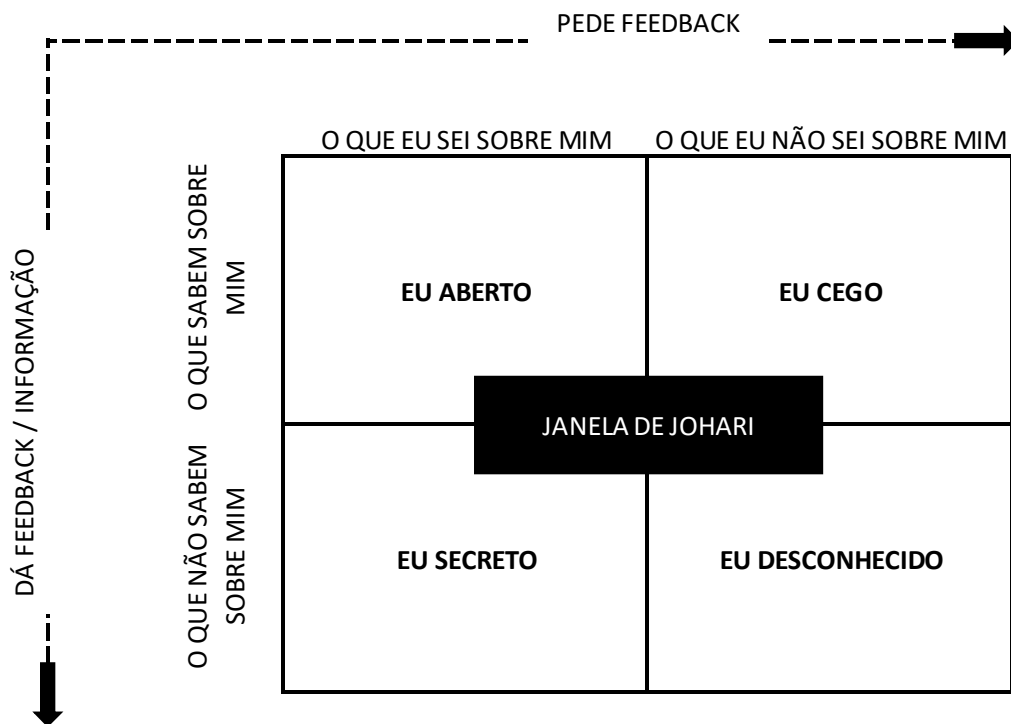 PEDE FEEDBACK
O QUE EU SEI SOBRE MIM
O QUE EU NÃO SEI SOBRE MIM
DÁ FEEDBACK / INFORMAÇÃO
O QUE SABEM SOBRE
MIM
EU ABERTO
EU CEGO
JANELA DE JOHARI
O QUE NÃO SABEM
SOBRE MIM
EU SECRETO
EU DESCONHECIDO